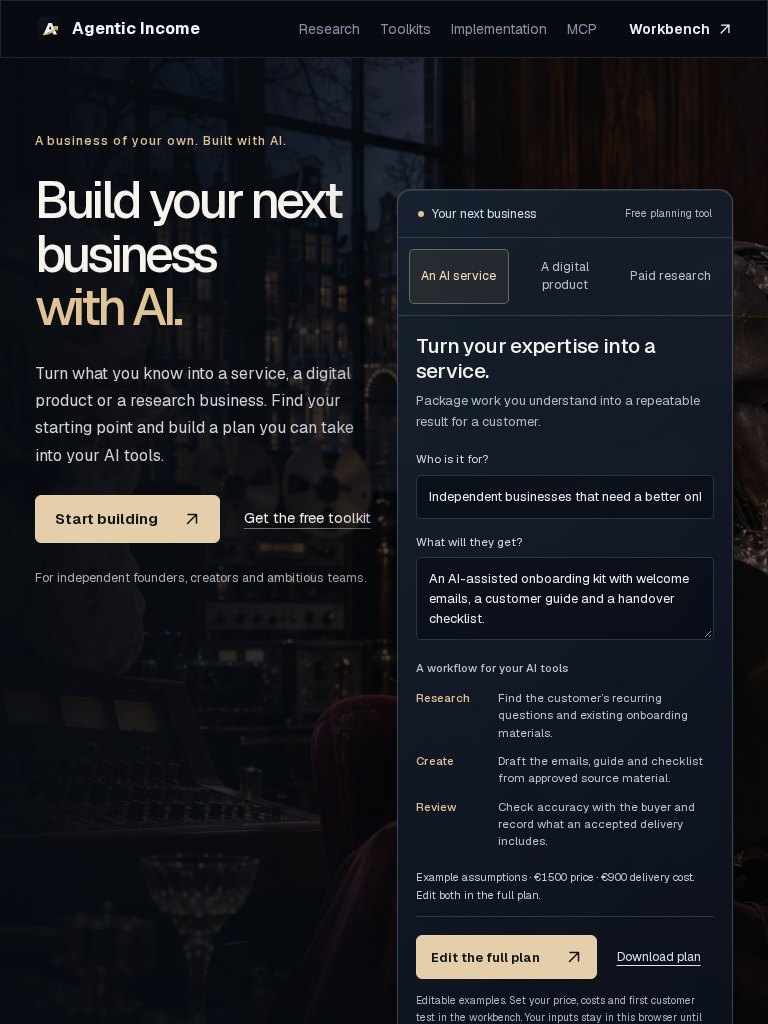 Agentic Income
Research
Toolkits
Implementation
MCP
Workbench
A business of your own. Built with AI.
Build your next
business
with AI.
Turn what you know into a service, a digital
product or a research business. Find your
starting point and build a plan you can take
into your AI tools.
Start building
Get the free toolkit
For independent founders, creators and ambitious teams.
Your next business
Free planning tool
An AI service
A digital
product
Paid research
Turn your expertise into a
service.
Package work you understand into a repeatable
result for a customer.
Who is it for?
Independent businesses that need a better onl
What will they get?
An AI-assisted onboarding kit with welcome
emails, a customer guide and a handover
checklist.
A workflow for your AI tools
Research
Find the customer's recurring
questions and existing onboarding
materials.
Create
Draft the emails, guide and checklist
from approved source material.
Review
Check accuracy with the buyer and
record what an accepted delivery
includes.
Example assumptions · €1500 price · €900 delivery cost.
Edit both in the full plan.
Edit the full plan
Download plan
Editable examples. Set your price, costs and first customer
test in the workbench. Your inputs stay in this browser until